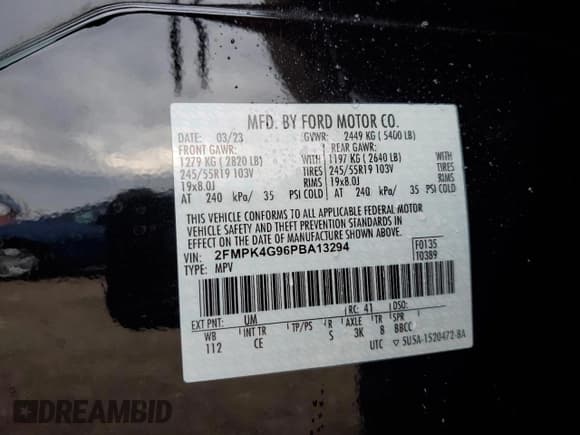 MFD. BY FORD MOTOR CO.
DATE: 03/23 GVWR: 2449 KG ( 5400 LB)
FRONT GAWR: REAR GAWR:
1279 KG ( 2820 LB) WITH 1197 KG ( 2640 LB) WITH
245/55R19 103V TIRES 245/55R19 103V TIRES
19x8.0J RIMS 19x8.0J RIMS
AT 240 kPa/ 35 PSI COLD AT 240 kPa/ 35 PSI COLD
THIS VEHICLE CONFORMS TO ALL APPLICABLE FEDERAL MOTOR
VEHICLE SAFETY AND THEFT PREVENTION STANDARDS IN
EFFECT ON THE DATE OF MANUFACTURE SHOWN ABOVE.
VIN: 2FMPK4G96PBA13294 F0135
TYPE: MPV T0389
EXT PNT: UM RC: 41 DSO:
WB INT TR TP/PS R AXLE TR SPR
112 CE S 3K 8 BBCC
UTC ▽ SU5A-1520472-BA
DREAMBID